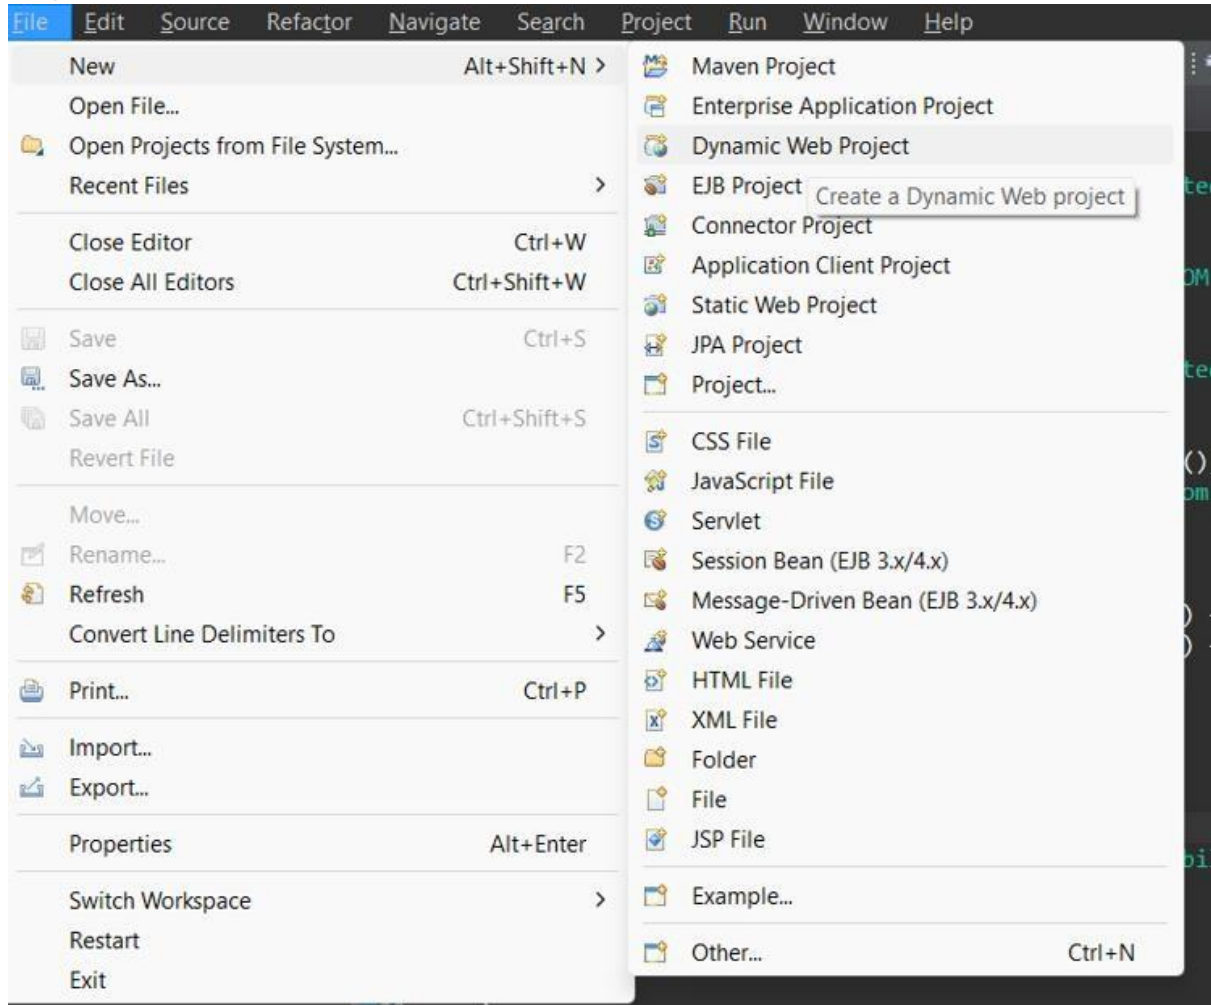 File Edit Source Refactor Navigate Search Project Run Window Help
New Alt+Shift+N >
Open File...
Open Projects from File System...
Recent Files >
Close Editor Ctrl+W
Close All Editors Ctrl+Shift+W
Save Ctrl+S
Save As...
Save All Ctrl+Shift+S
Revert File
Move...
Rename... F2
Refresh F5
Convert Line Delimiters To >
Print... Ctrl+P
Import...
Export...
Properties Alt+Enter
Switch Workspace >
Restart
Exit
Maven Project
Enterprise Application Project
Dynamic Web Project
EJB Project
Create a Dynamic Web project
Connector Project
Application Client Project
Static Web Project
JPA Project
Project...
CSS File
JavaScript File
Servlet
Session Bean (EJB 3.x/4.x)
Message-Driven Bean (EJB 3.x/4.x)
Web Service
HTML File
XML File
Folder
File
JSP File
Example...
Other... Ctrl+N